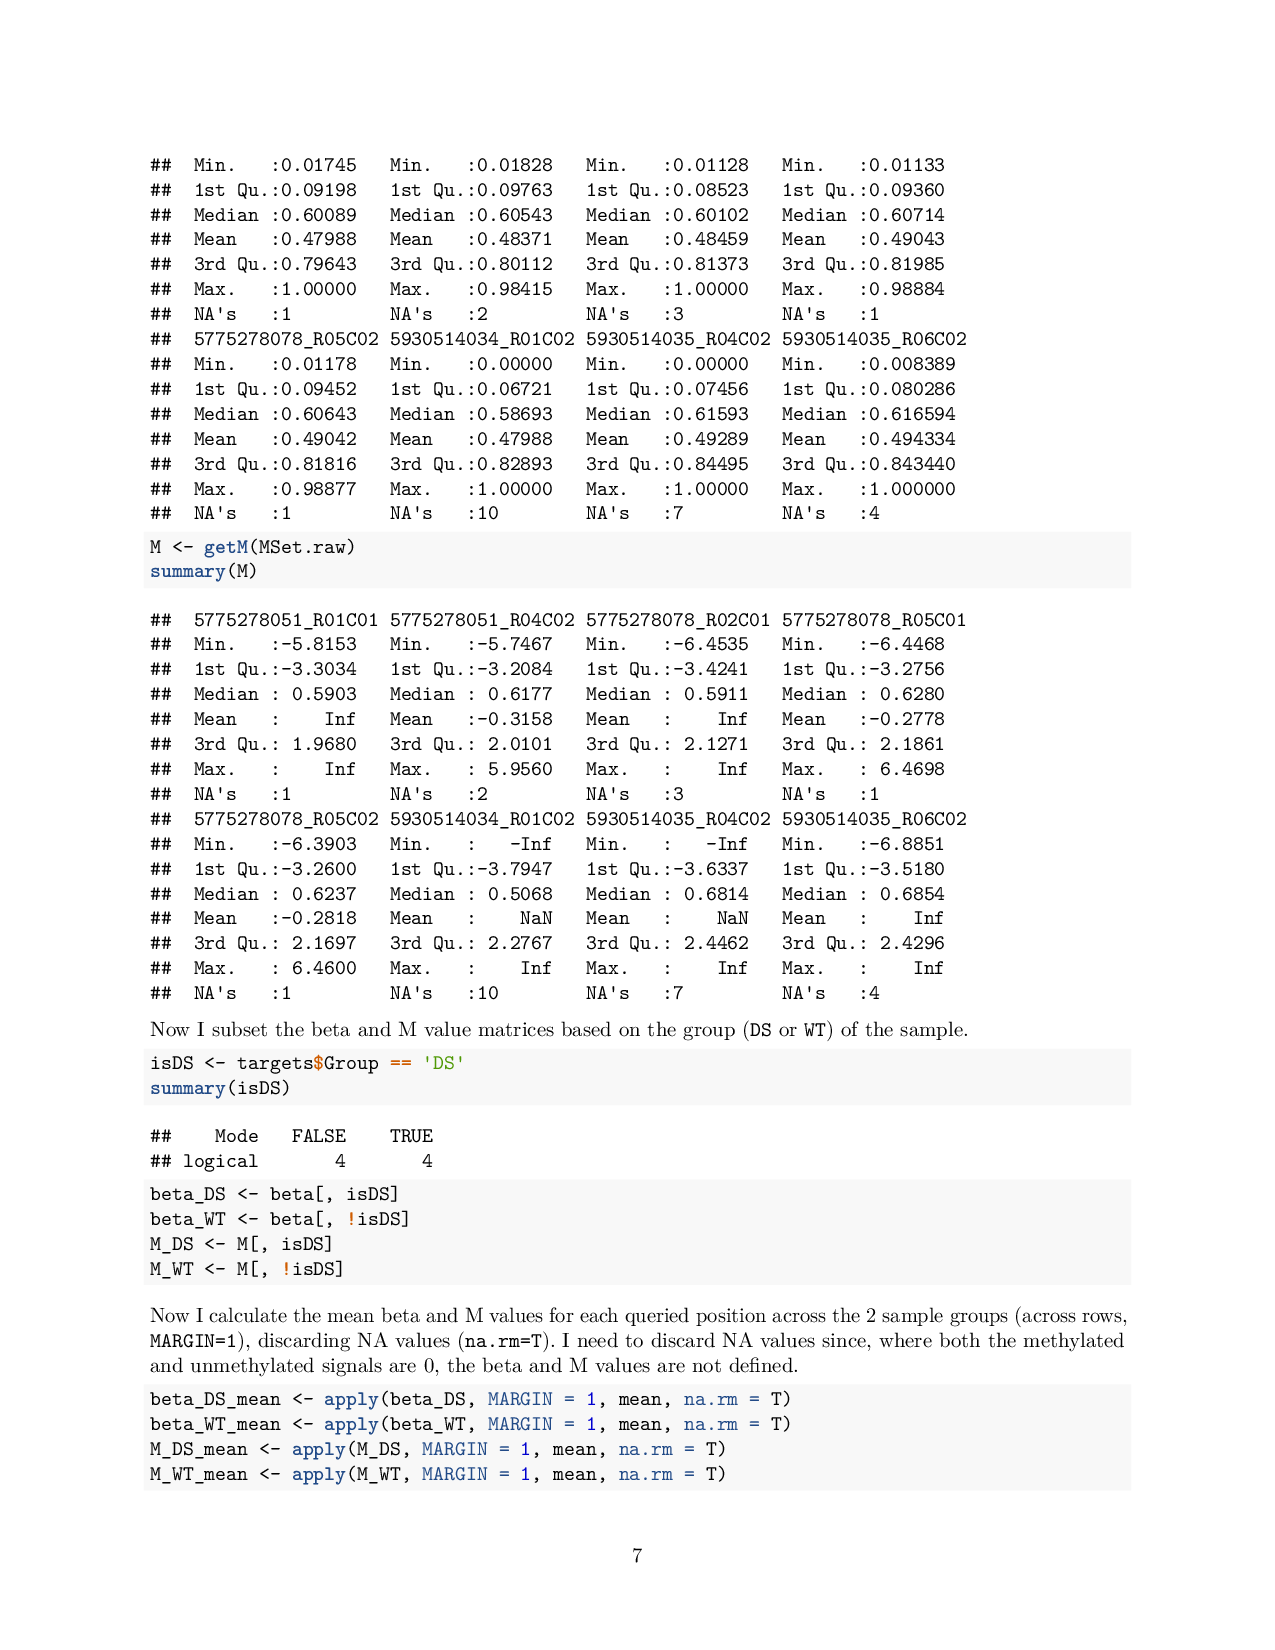 ##  Min.   :0.01745   Min.   :0.01828   Min.   :0.01128   Min.   :0.01133
##  1st Qu.:0.09198   1st Qu.:0.09763   1st Qu.:0.08523   1st Qu.:0.09360
##  Median :0.60089   Median :0.60543   Median :0.60102   Median :0.60714
##  Mean   :0.47988   Mean   :0.48371   Mean   :0.48459   Mean   :0.49043
##  3rd Qu.:0.79643   3rd Qu.:0.80112   3rd Qu.:0.81373   3rd Qu.:0.81985
##  Max.   :1.00000   Max.   :0.98415   Max.   :1.00000   Max.   :0.98884
##  NA's   :1         NA's   :2         NA's   :3         NA's   :1
##  5775278078_R05C02 5930514034_R01C02 5930514035_R04C02 5930514035_R06C02
##  Min.   :0.01178   Min.   :0.00000   Min.   :0.00000   Min.   :0.008389
##  1st Qu.:0.09452   1st Qu.:0.06721   1st Qu.:0.07456   1st Qu.:0.080286
##  Median :0.60643   Median :0.58693   Median :0.61593   Median :0.616594
##  Mean   :0.49042   Mean   :0.47988   Mean   :0.49289   Mean   :0.494334
##  3rd Qu.:0.81816   3rd Qu.:0.82893   3rd Qu.:0.84495   3rd Qu.:0.843440
##  Max.   :0.98877   Max.   :1.00000   Max.   :1.00000   Max.   :1.000000
##  NA's   :1         NA's   :10        NA's   :7         NA's   :4
M <- getM(MSet.raw)
summary(M)
##  5775278051_R01C01 5775278051_R04C02 5775278078_R02C01 5775278078_R05C01
##  Min.   :-5.8153   Min.   :-5.7467   Min.   :-6.4535   Min.   :-6.4468
##  1st Qu.:-3.3034   1st Qu.:-3.2084   1st Qu.:-3.4241   1st Qu.:-3.2756
##  Median : 0.5903   Median : 0.6177   Median : 0.5911   Median : 0.6280
##  Mean   :    Inf   Mean   :-0.3158   Mean   :    Inf   Mean   :-0.2778
##  3rd Qu.: 1.9680   3rd Qu.: 2.0101   3rd Qu.: 2.1271   3rd Qu.: 2.1861
##  Max.   :    Inf   Max.   : 5.9560   Max.   :    Inf   Max.   : 6.4698
##  NA's   :1         NA's   :2         NA's   :3         NA's   :1
##  5775278078_R05C02 5930514034_R01C02 5930514035_R04C02 5930514035_R06C02
##  Min.   :-6.3903   Min.   :   -Inf   Min.   :   -Inf   Min.   :-6.8851
##  1st Qu.:-3.2600   1st Qu.:-3.7947   1st Qu.:-3.6337   1st Qu.:-3.5180
##  Median : 0.6237   Median : 0.5068   Median : 0.6814   Median : 0.6854
##  Mean   :-0.2818   Mean   :    NaN   Mean   :    NaN   Mean   :    Inf
##  3rd Qu.: 2.1697   3rd Qu.: 2.2767   3rd Qu.: 2.4462   3rd Qu.: 2.4296
##  Max.   : 6.4600   Max.   :    Inf   Max.   :    Inf   Max.   :    Inf
##  NA's   :1         NA's   :10        NA's   :7         NA's   :4
Now I subset the beta and M value matrices based on the group (DS or WT) of the sample.
isDS <- targets$Group == 'DS'
summary(isDS)
##    Mode   FALSE    TRUE
## logical       4       4
beta_DS <- beta[, isDS]
beta_WT <- beta[, !isDS]
M_DS <- M[, isDS]
M_WT <- M[, !isDS]
Now I calculate the mean beta and M values for each queried position across the 2 sample groups (across rows,
MARGIN=1), discarding NA values (na.rm=T). I need to discard NA values since, where both the methylated
and unmethylated signals are 0, the beta and M values are not defined.
beta_DS_mean <- apply(beta_DS, MARGIN = 1, mean, na.rm = T)
beta_WT_mean <- apply(beta_WT, MARGIN = 1, mean, na.rm = T)
M_DS_mean <- apply(M_DS, MARGIN = 1, mean, na.rm = T)
M_WT_mean <- apply(M_WT, MARGIN = 1, mean, na.rm = T)
7